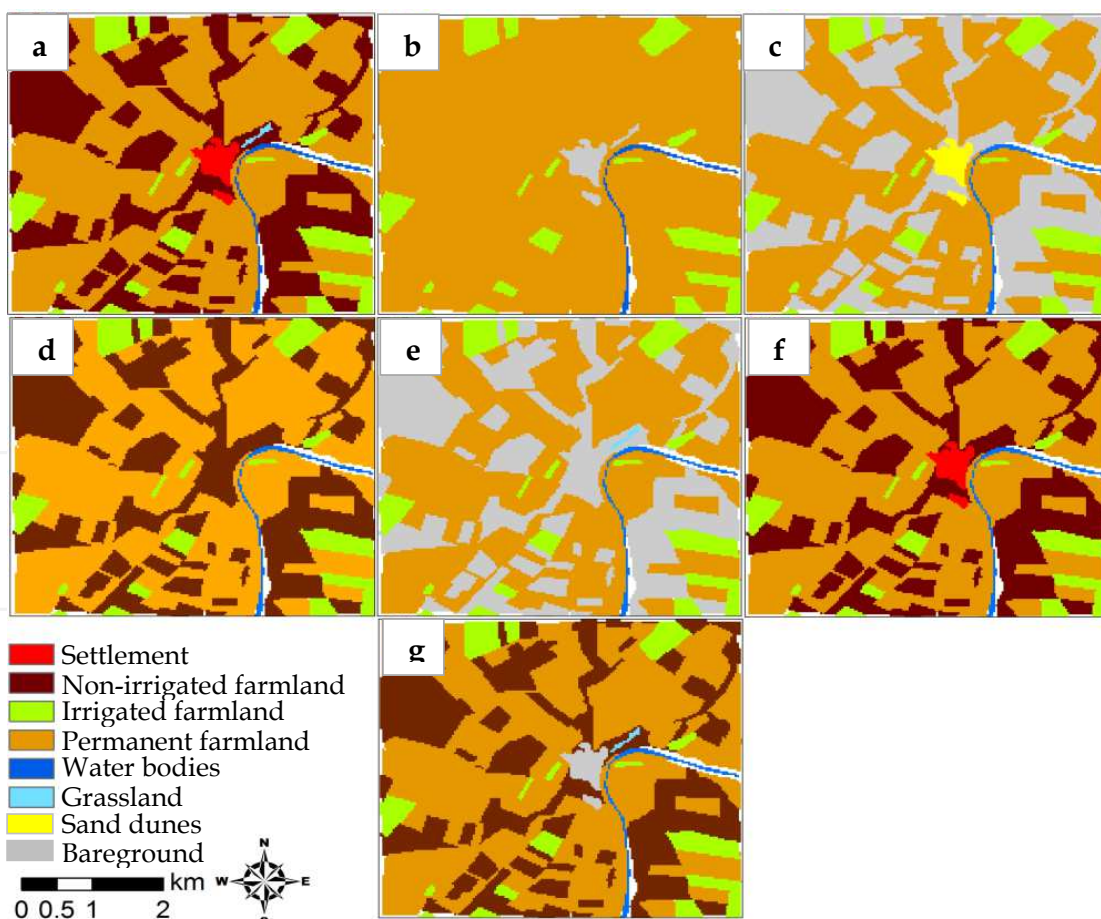 a b c
d e f
g
Settlement
Non-irrigated farmland
Irrigated farmland
Permanent farmland
Water bodies
Grassland
Sand dunes
Bareground
km
0 0.5 1 2
N
W E